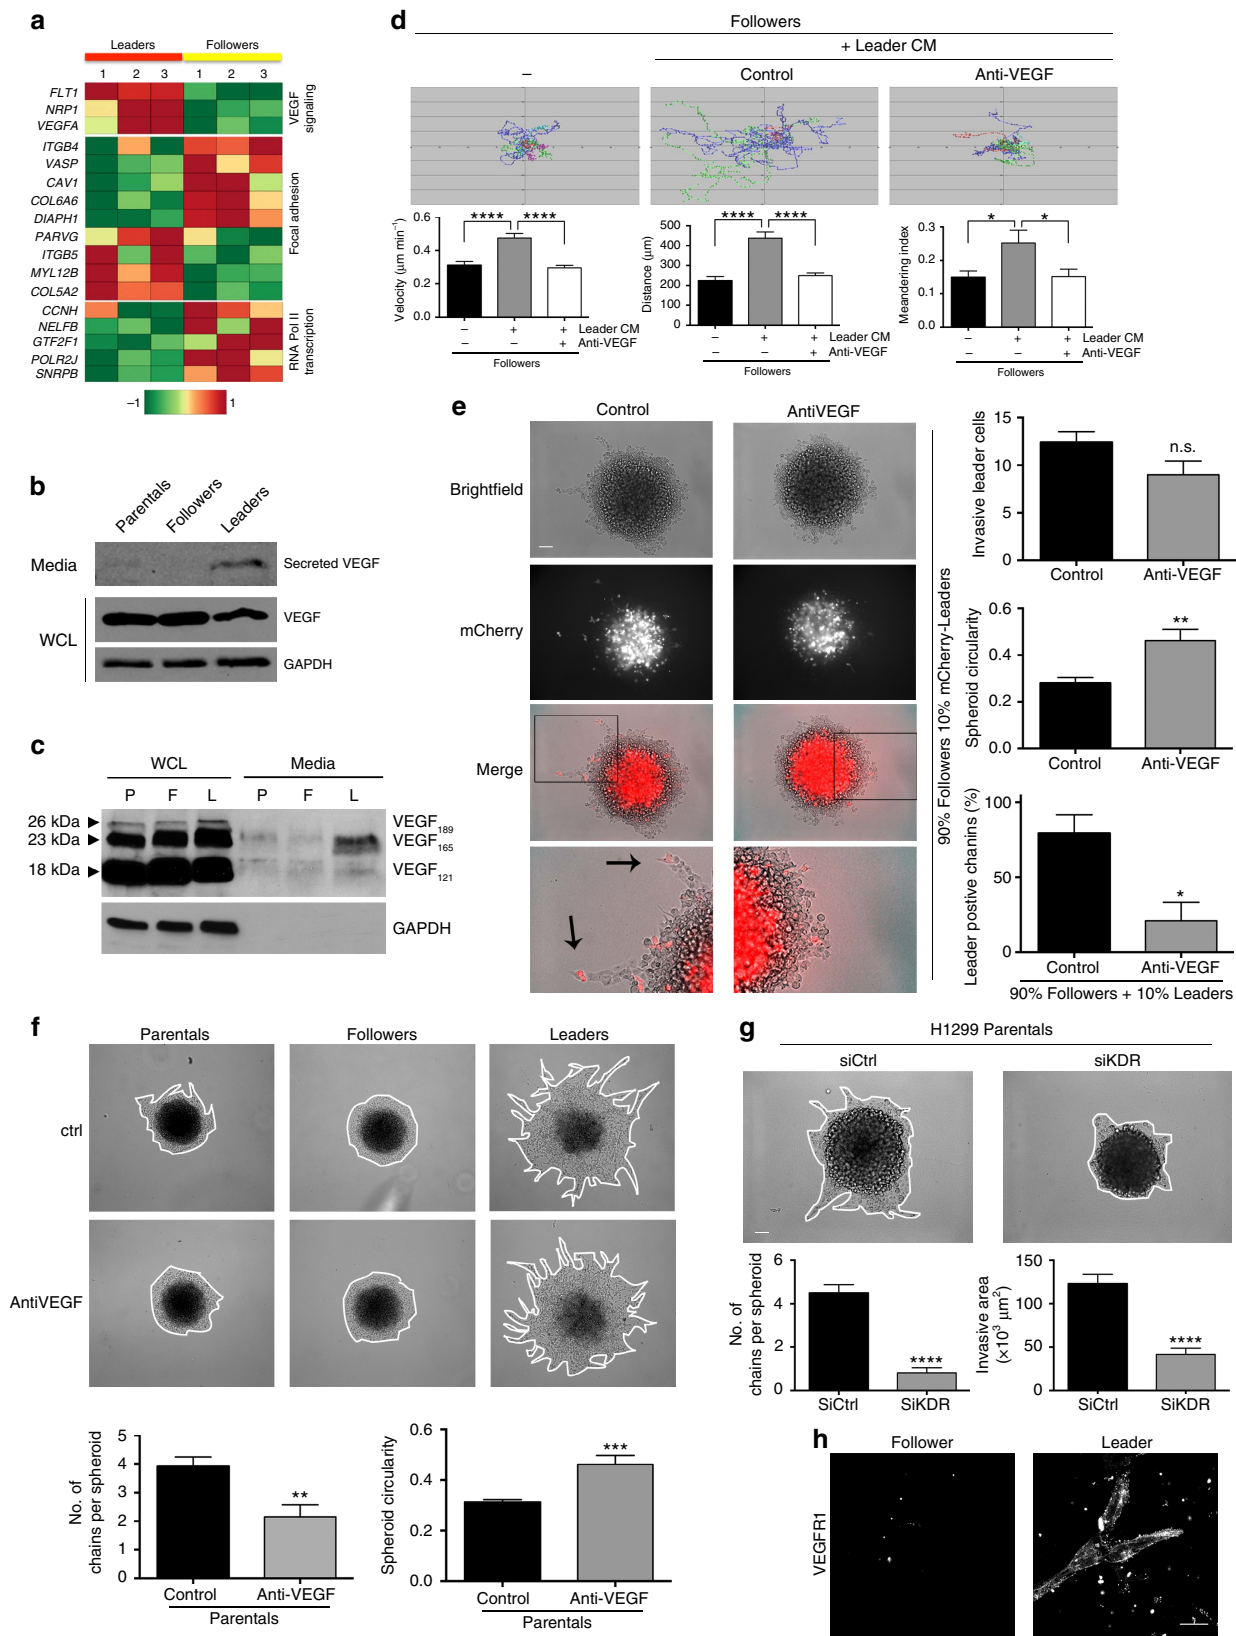 a
Leaders Followers
1 2 3 1 2 3
FLT1
NRP1
VEGFA
VEGF signaling
ITGB4
VASP
CAV1
COL6A6
DIAPH1
PARVG
ITGB5
MYL12B
COL5A2
Focal adhesion
CCNH
NELFB
GTF2F1
POLR2J
SNRPB
RNA Pol II transcription
−1 1
b
Parentals Followers Leaders
Media Secreted VEGF
WCL VEGF
GAPDH
c
WCL Media
P F L P F L
26 kDa VEGF189
23 kDa VEGF165
18 kDa VEGF121
GAPDH
d
Followers
+ Leader CM
– Control Anti-VEGF
Velocity (μm min−1)
0.6
0.4
0.2
0.0
**** ****
– + + Leader CM
– – + Anti-VEGF
Followers
Distance (μm)
500
400
300
200
100
0
**** ****
– + + Leader CM
– – + Anti-VEGF
Followers
Meandering index
0.3
0.2
0.1
0.0
* *
– + + Leader CM
– – + Anti-VEGF
Followers
e
Control AntiVEGF
Brightfield
mCherry
Merge
90% Followers 10% mCherry-Leaders
Invasive leader cells
15
10
5
0
n.s.
Control Anti-VEGF
Spheroid circularity
0.6
0.4
0.2
0.0
**
Control Anti-VEGF
Leader postive chanins (%)
100
50
0
*
Control Anti-VEGF
90% Followers + 10% Leaders
f
Parentals Followers Leaders
ctrl
AntiVEGF
No. of chains per spheroid
5
4
3
2
1
0
**
Control Anti-VEGF
Parentals
Spheroid circularity
0.6
0.4
0.2
0.0
***
Control Anti-VEGF
Parentals
g
H1299 Parentals
siCtrl siKDR
No. of chains per spheroid
6
4
2
0
****
SiCtrl SiKDR
Invasive area (×10³ μm²)
150
100
50
0
****
SiCtrl SiKDR
h
Follower Leader
VEGFR1